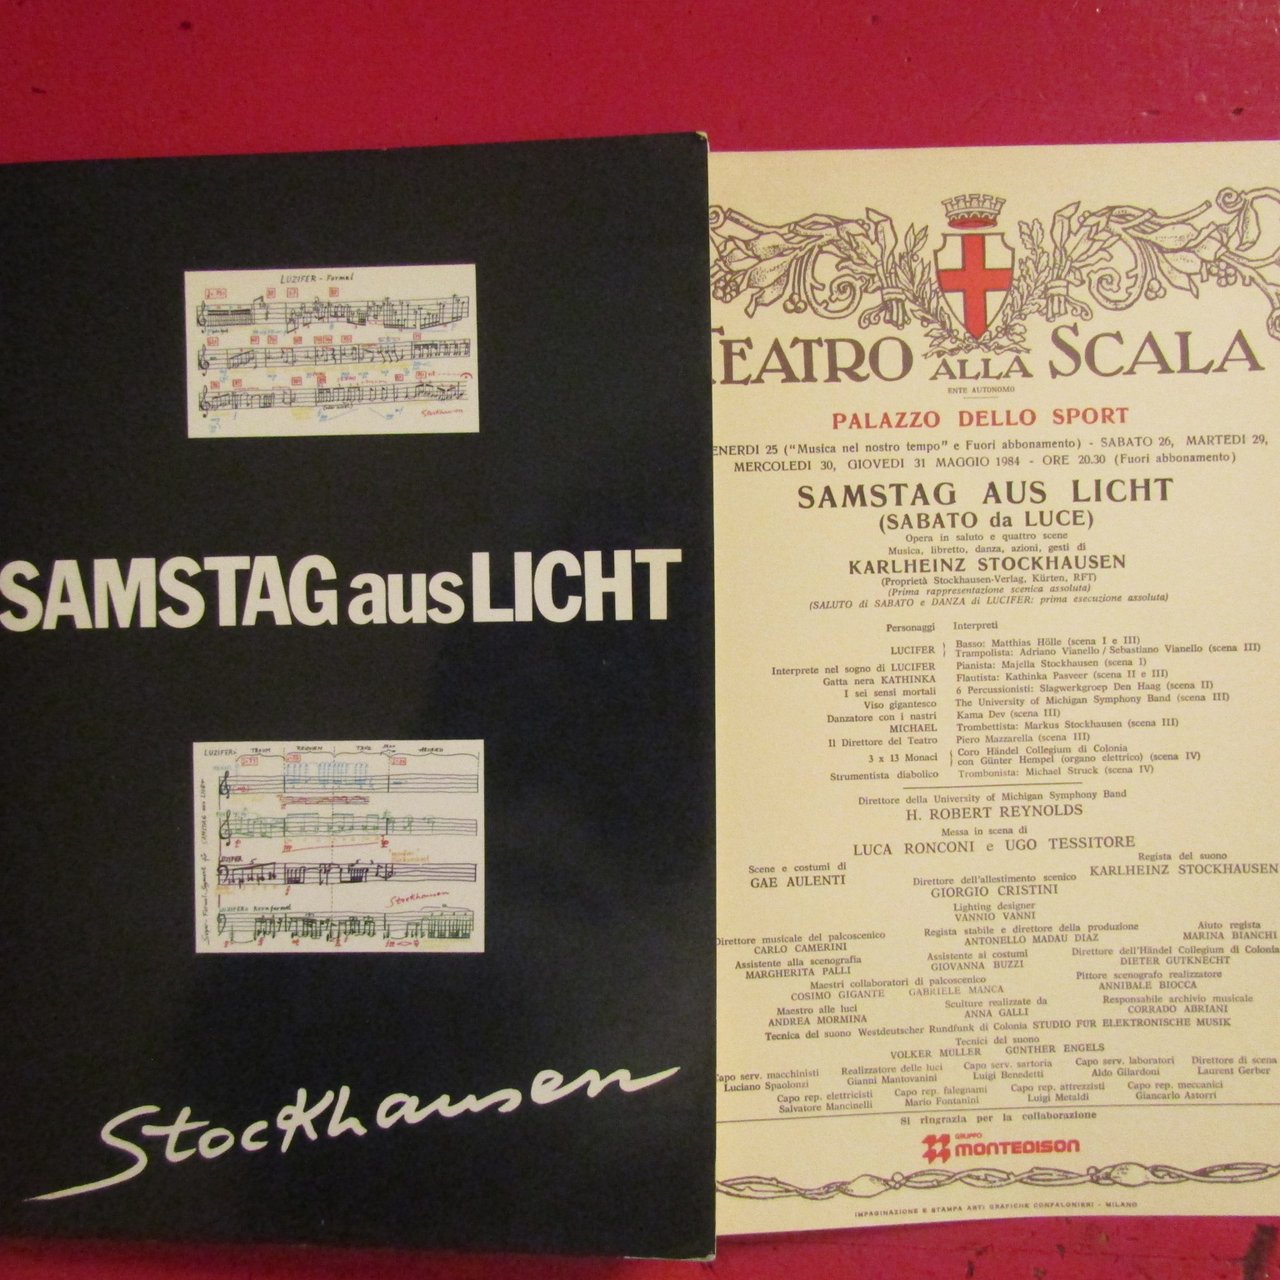 LUZIFER - Formel
Stockhausen
SAMSTAG aus LICHT
LUZIFERs TRAUM REQUIEM TANZ
LUZIFERs Kernformel
Stockhausen
Stockhausen
TEATRO ALLA SCALA
ENTE AUTONOMO
PALAZZO DELLO SPORT
ENERDI 25 ("Musica nel nostro tempo" e Fuori abbonamento) - SABATO 26, MARTEDI 29,
MERCOLEDI 30, GIOVEDI 31 MAGGIO 1984 - ORE 20.30 (Fuori abbonamento)
SAMSTAG AUS LICHT
(SABATO da LUCE)
Opera in saluto e quattro scene
Musica, libretto, danza, azioni, gesti di
KARLHEINZ STOCKHAUSEN
(Proprietà Stockhausen-Verlag, Kürten, RFT)
(Prima rappresentazione scenica assoluta)
(SALUTO di SABATO e DANZA di LUCIFER: prima esecuzione assoluta)
Personaggi Interpreti
LUCIFER } Basso: Matthias Hölle (scena I e III)
Trampolista: Adriano Vianello / Sebastiano Vianello (scena III)
Interprete nel sogno di LUCIFER Pianista: Majella Stockhausen (scena I)
Gatta nera KATHINKA Flautista: Kathinka Pasveer (scena II e III)
I sei sensi mortali 6 Percussionisti: Slagwerkgroep Den Haag (scena II)
Viso gigantesco The University of Michigan Symphony Band (scena III)
Danzatore con i nastri Kama Dev (scena III)
MICHAEL Trombettista: Markus Stockhausen (scena III)
Il Direttore del Teatro Piero Mazzarella (scena III)
3 x 13 Monaci } Coro Händel Collegium di Colonia
con Günter Hempel (organo elettrico) (scena IV)
Strumentista diabolico Trombonista: Michael Struck (scena IV)
Direttore della University of Michigan Symphony Band
H. ROBERT REYNOLDS
Messa in scena di
LUCA RONCONI e UGO TESSITORE
Scene e costumi di
GAE AULENTI
Direttore dell'allestimento scenico
GIORGIO CRISTINI
Regista del suono
KARLHEINZ STOCKHAUSEN
Lighting designer
VANNIO VANNI
Direttore musicale del palcoscenico
CARLO CAMERINI
Regista stabile e direttore della produzione
ANTONELLO MADAU DIAZ
Aiuto regista
MARINA BIANCHI
Assistente alla scenografia
MARGHERITA PALLI
Assistente ai costumi
GIOVANNA BUZZI
Direttore dell'Händel Collegium di Colonia
DIETER GUTKNECHT
Maestri collaboratori di palcoscenico
COSIMO GIGANTE GABRIELE MANCA
Pittore scenografo realizzatore
ANNIBALE BIOCCA
Maestro alle luci
ANDREA MORMINA
Sculture realizzate da
ANNA GALLI
Responsabile archivio musicale
CORRADO ABRIANI
Tecnica del suono Westdeutscher Rundfunk di Colonia STUDIO FÜR ELEKTRONISCHE MUSIK
Tecnici del suono
VOLKER MÜLLER GÜNTHER ENGELS
Capo serv. macchinisti
Luciano Spaolonzi
Realizzatore delle luci
Gianni Mantovanini
Capo serv. sartoria
Luigi Benedetti
Capo serv. laboratori
Aldo Gilardoni
Direttore di scena
Laurent Gerber
Capo rep. elettricisti
Salvatore Mancinelli
Capo rep. falegnami
Mario Fontanini
Capo rep. attrezzisti
Luigi Metaldi
Capo rep. meccanici
Giancarlo Astorri
Si ringrazia per la collaborazione
GRUPPO
MONTEDISON
IMPAGINAZIONE E STAMPA ARTI GRAFICHE CONFALONIERI - MILANO